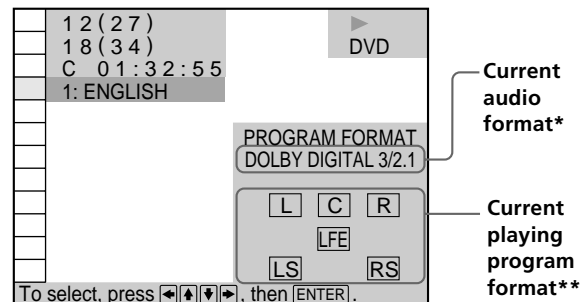 12(27)
18(34)
C 01:32:55
1: ENGLISH
DVD
PROGRAM FORMAT
DOLBY DIGITAL 3/2.1
L C R
LFE
LS RS
To select, press ←↑↓→, then ENTER.
Current
audio
format*
Current
playing
program
format**